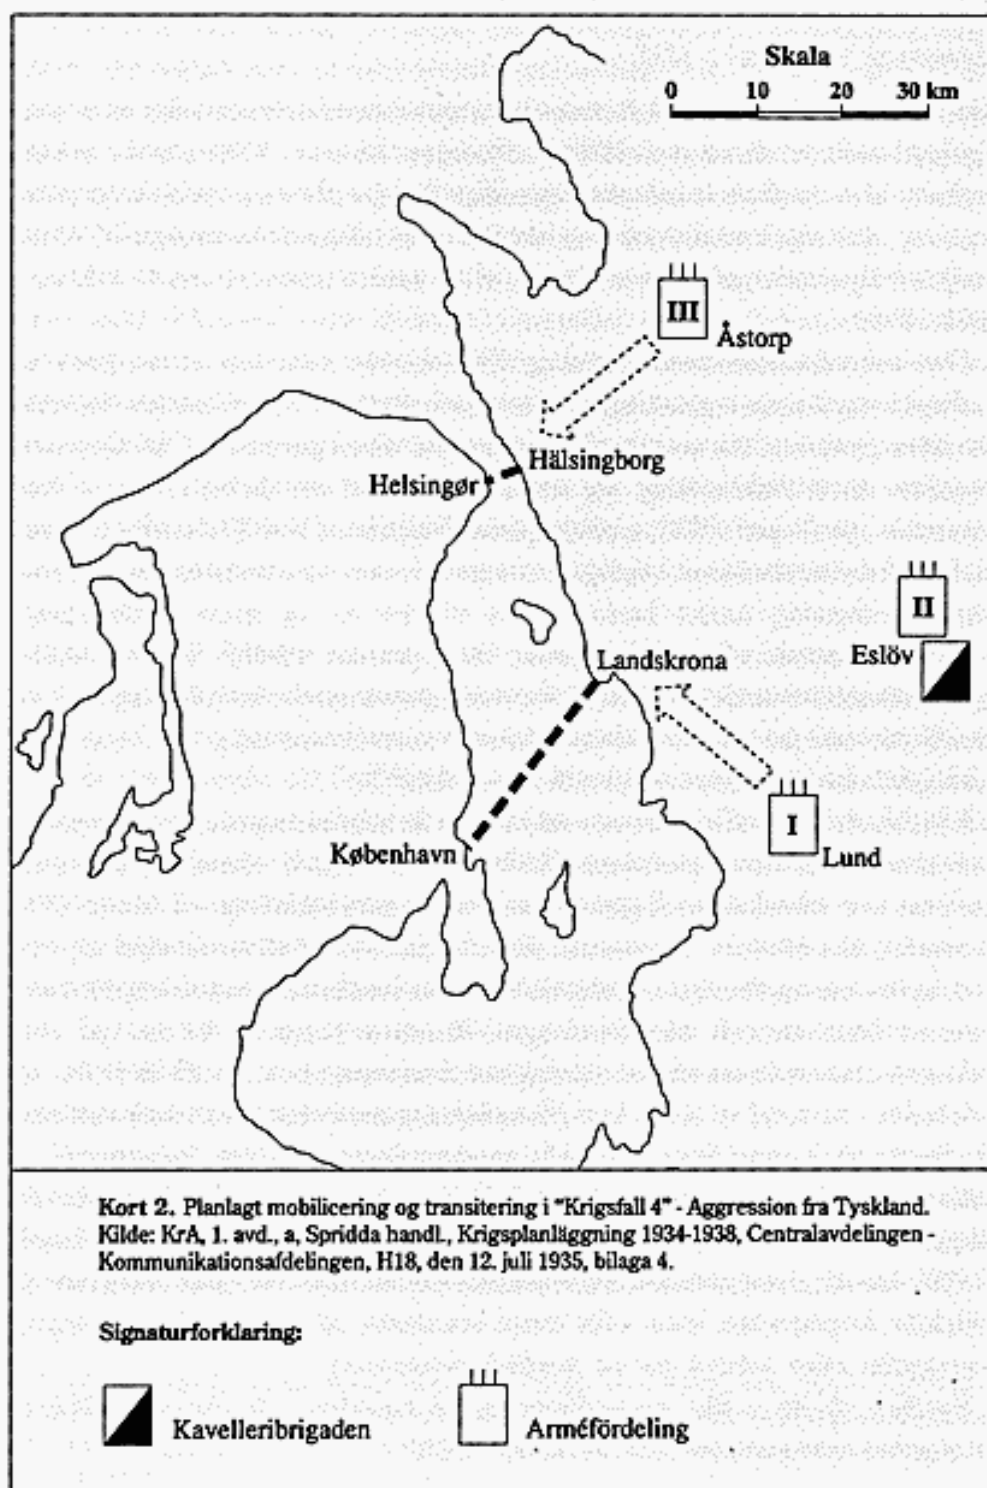 Skala
0 10 20 30 km
III
Åstorp
Hälsingborg
Helsingør
II
Eslöv
Landskrona
I
København
Lund
Kort 2. Planlagt mobilicering og transitering i "Krigsfall 4" - Aggression fra Tyskland.
Kilde: KrA, 1. avd., a, Spridda handl., Krigsplanläggning 1934-1938, Centralavdelingen -
Kommunikationsafdelingen, H18, den 12. juli 1935, bilaga 4.
Signaturforklaring:
Kavelleribrigaden
Arméfördeling